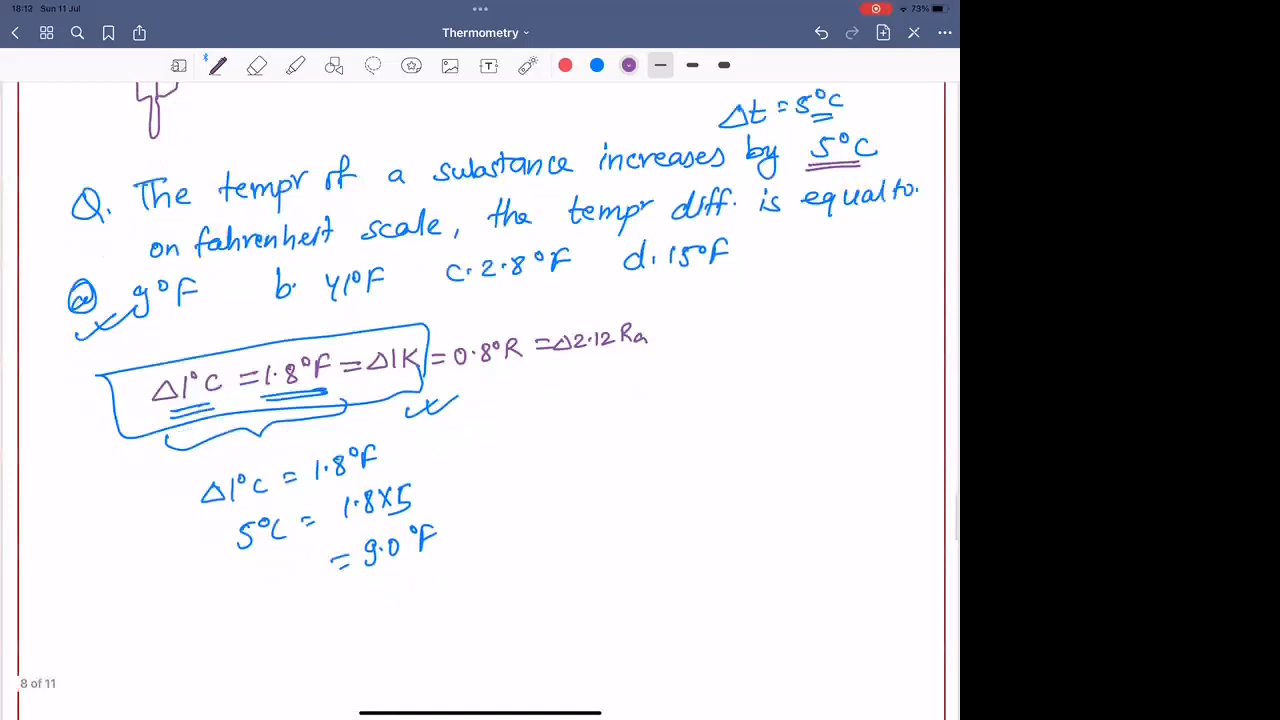 18:13 Sun 11 Jul
73%
Thermometry
T
Δt = 5°C
Q. The tempr of a substance increases by 5°C
on fahrenheit scale, the tempr diff. is equal to.
a 9°F b. 41°F c. 2.8°F d. 15°F
Δ1°C = 1.8°F = Δ1K = 0.8°R = Δ2.12 Ra
Δ1°C = 1.8°F
5°C = 1.8×5
= 9.0°F
8 of 11